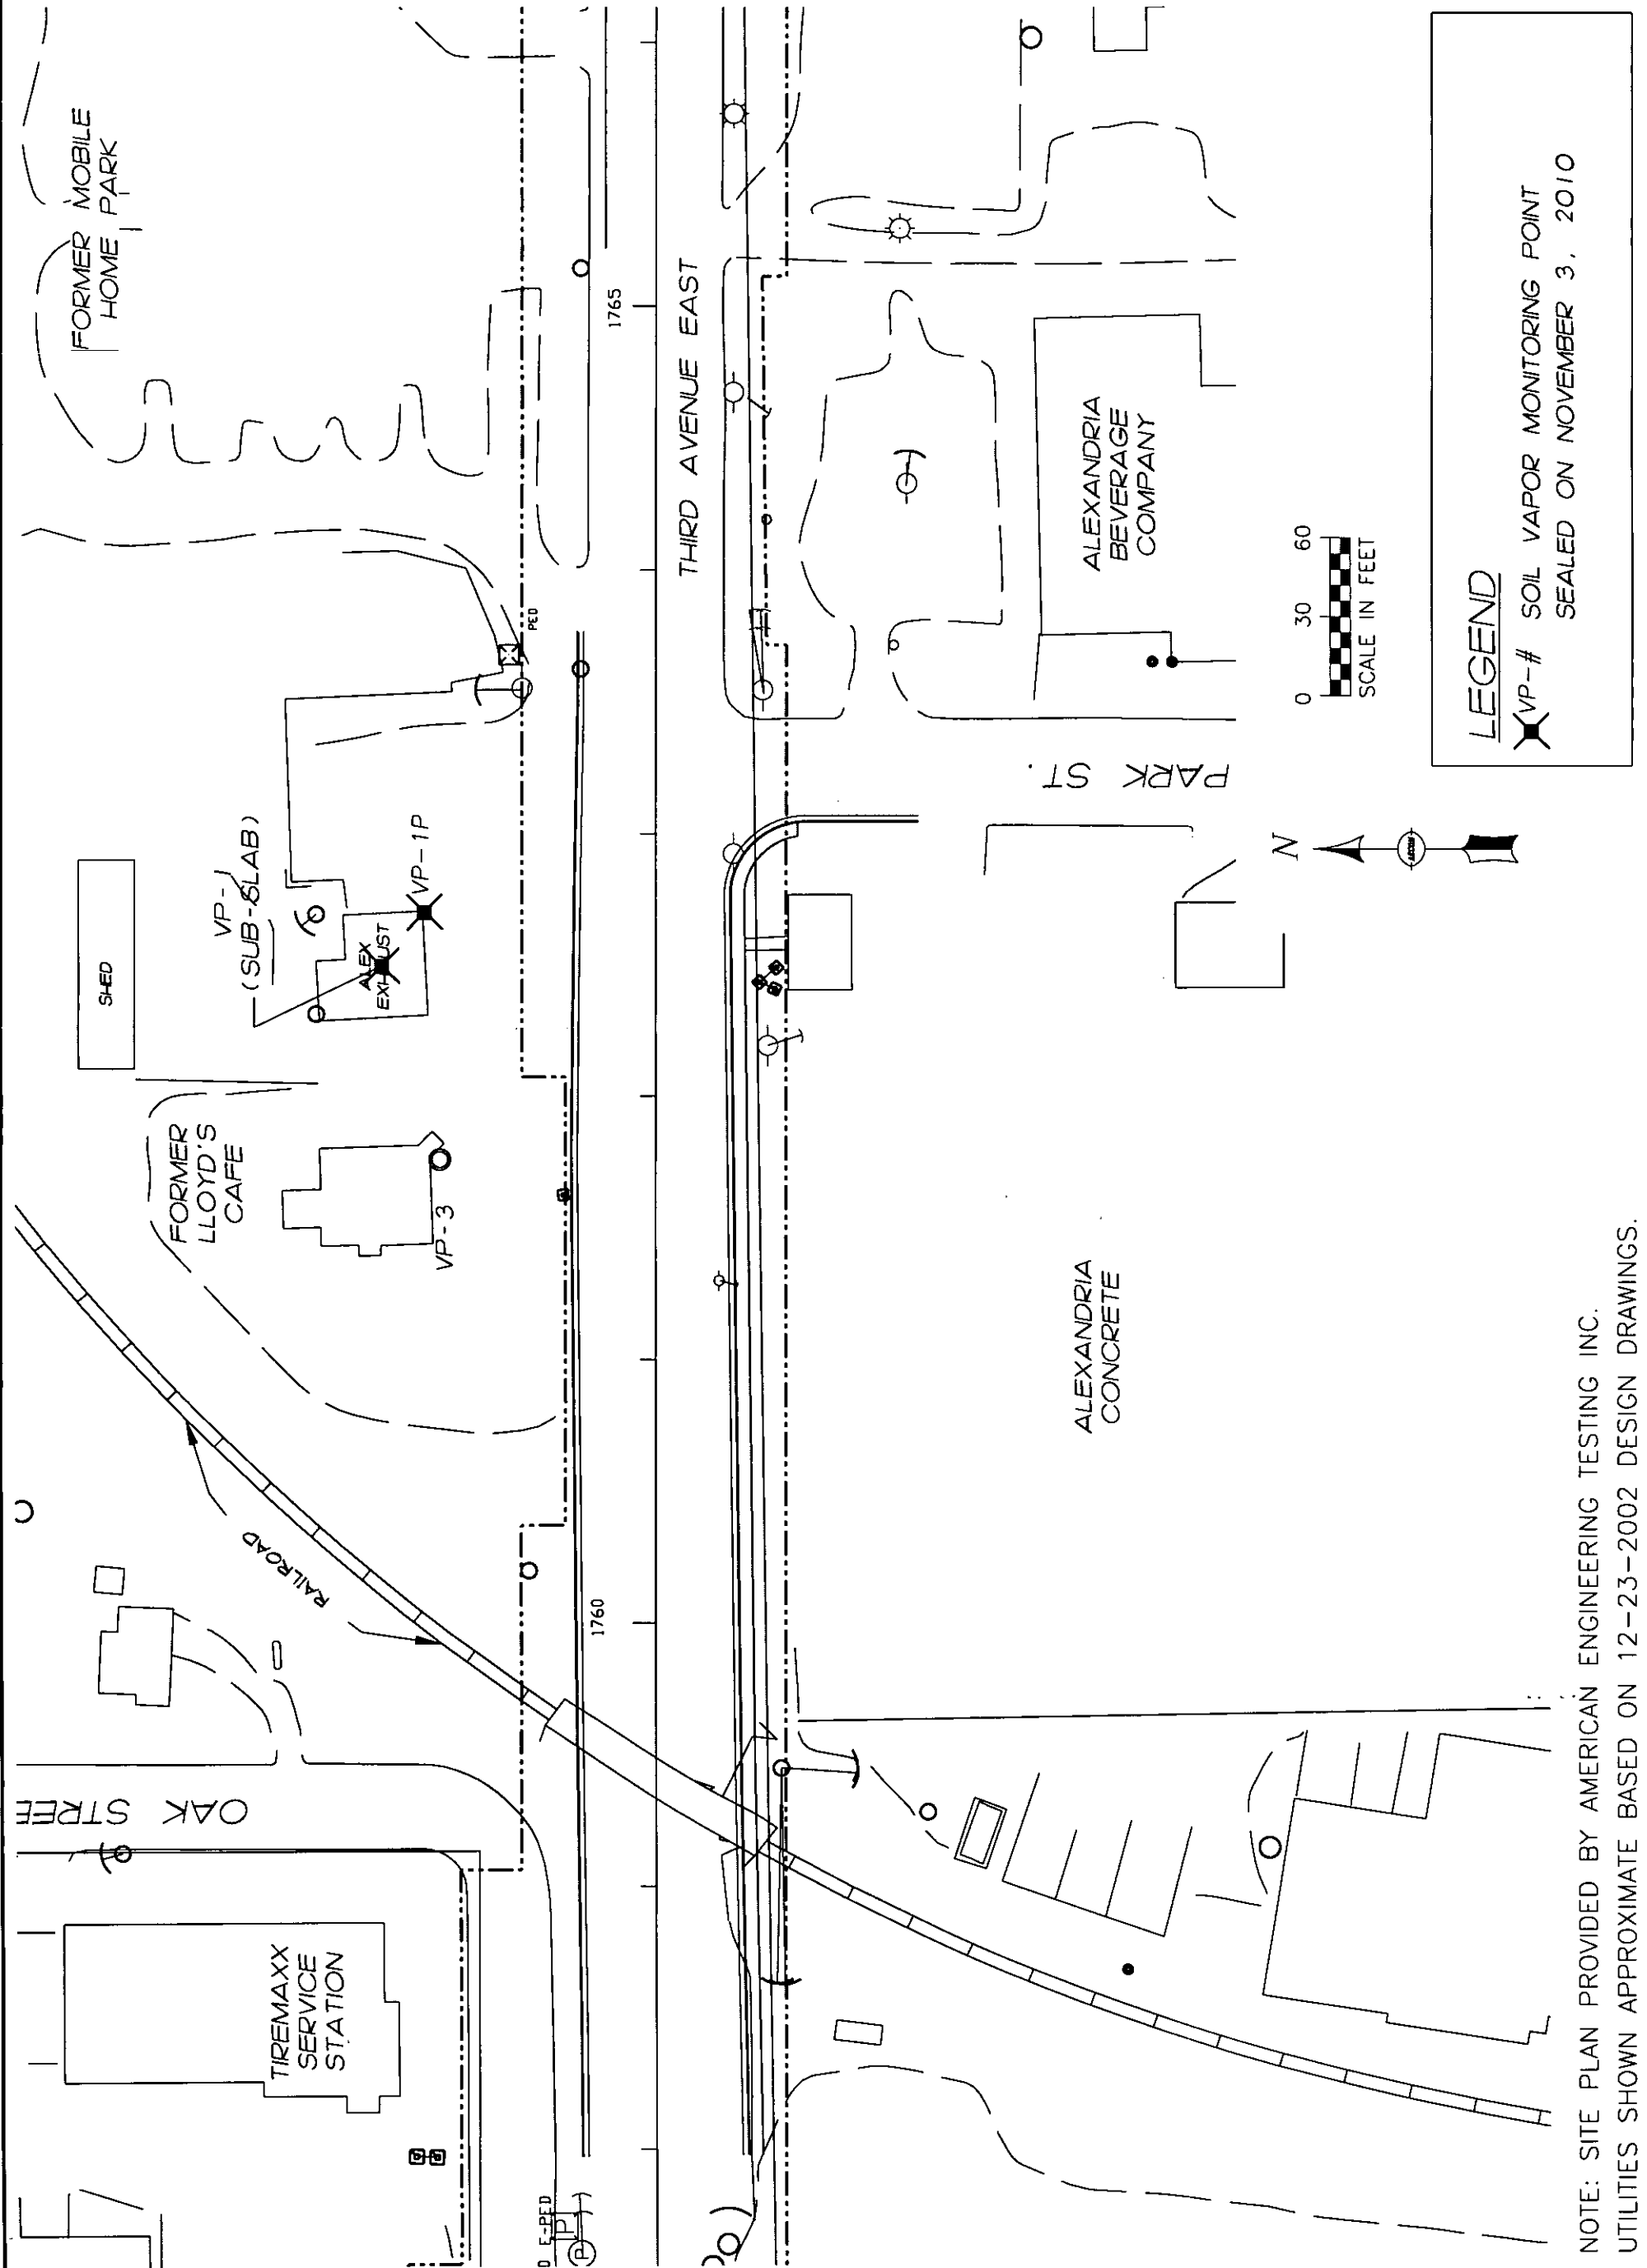 FORMER MOBILE
HOME PARK
SHED
VP-1
(SUB-SLAB)
VP-1P
ALEX
EXHAUST
FORMER
LLOYD'S
CAFE
VP-3
RAILROAD
OAK STREE
TIREMAXX
SERVICE
STATION
PED
E-PED
P
P
1760
1765
THIRD AVENUE EAST
PARK ST.
ALEXANDRIA
BEVERAGE
COMPANY
ALEXANDRIA
CONCRETE
N
0 30 60
SCALE IN FEET
LEGEND
VP-# SOIL VAPOR MONITORING POINT
SEALED ON NOVEMBER 3, 2010
NOTE: SITE PLAN PROVIDED BY AMERICAN ENGINEERING TESTING INC.
UTILITIES SHOWN APPROXIMATE BASED ON 12-23-2002 DESIGN DRAWINGS.